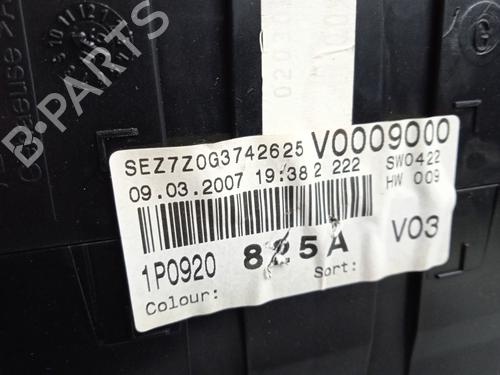 SEZ7Z0G3742625 V0009000
09.03.2007 19:38 2 222 SW0422
HW 009
1P0920 825A V03
Colour: Sort:
B-PARTS